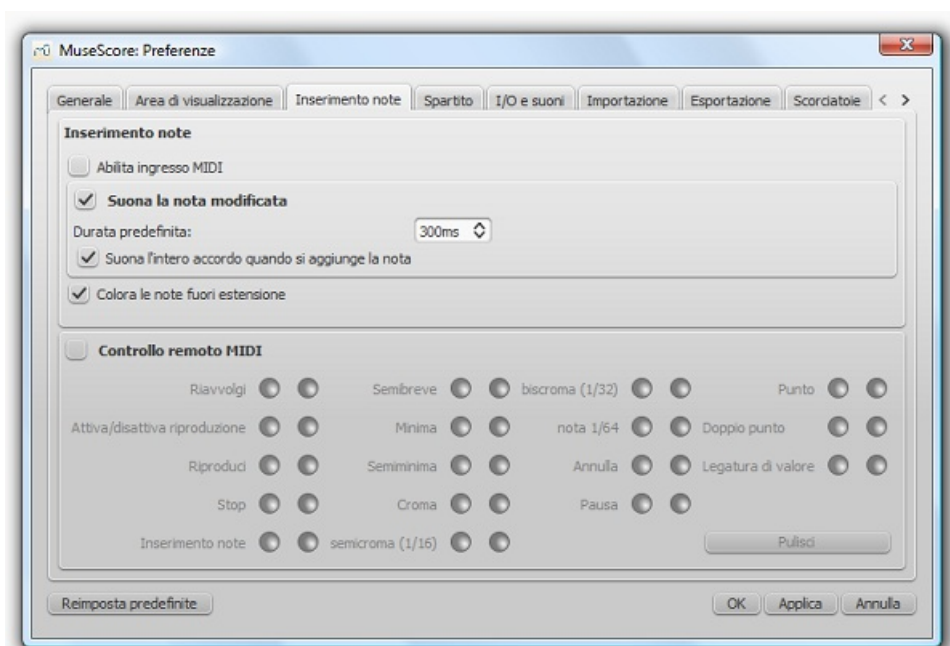 MuseScore: Preferenze
Generale Area di visualizzazione Inserimento note Spartito I/O e suoni Importazione Esportazione Scorciatoie < >
Inserimento note
Abilita ingresso MIDI
Suona la nota modificata
Durata predefinita: 300ms
Suona l'intero accordo quando si aggiunge la nota
Colora le note fuori estensione
Controllo remoto MIDI
Riavvolgi Semibreve biscroma (1/32) Punto
Attiva/disattiva riproduzione Minima nota 1/64 Doppio punto
Riproduci Semiminima Annulla Legatura di valore
Stop Croma Pausa
Inserimento note semicroma (1/16) Pulisci
Reimposta predefinite OK Applica Annulla